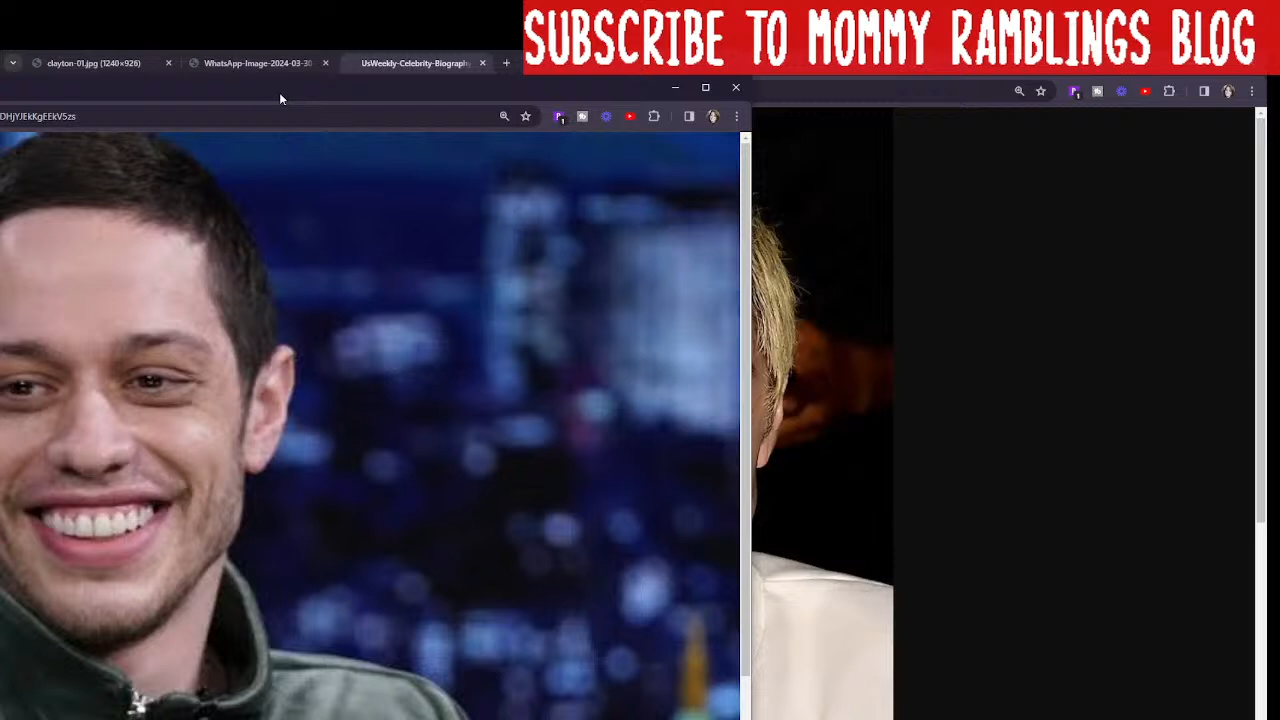 SUBSCRIBE TO MOMMY RAMBLINGS BLOG
clayton-01.jpg (1240×926)
WhatsApp-Image-2024-03-30
UsWeekly-Celebrity-Biography
DHjYJEkKgEEkV5zs